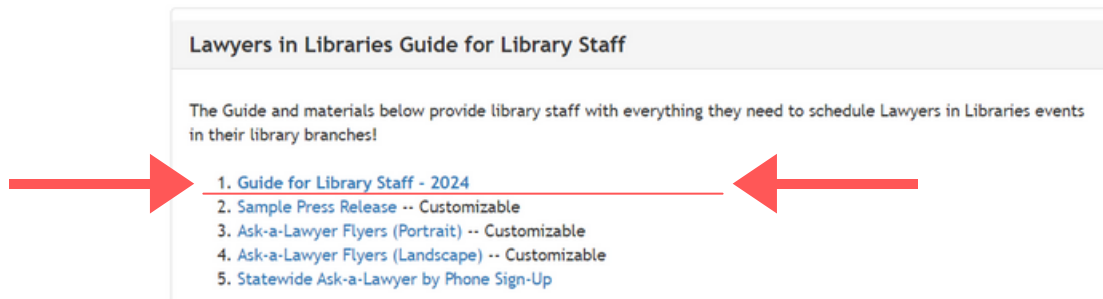 Lawyers in Libraries Guide for Library Staff
The Guide and materials below provide library staff with everything they need to schedule Lawyers in Libraries events
in their library branches!
1. Guide for Library Staff - 2024
2. Sample Press Release -- Customizable
3. Ask-a-Lawyer Flyers (Portrait) -- Customizable
4. Ask-a-Lawyer Flyers (Landscape) -- Customizable
5. Statewide Ask-a-Lawyer by Phone Sign-Up